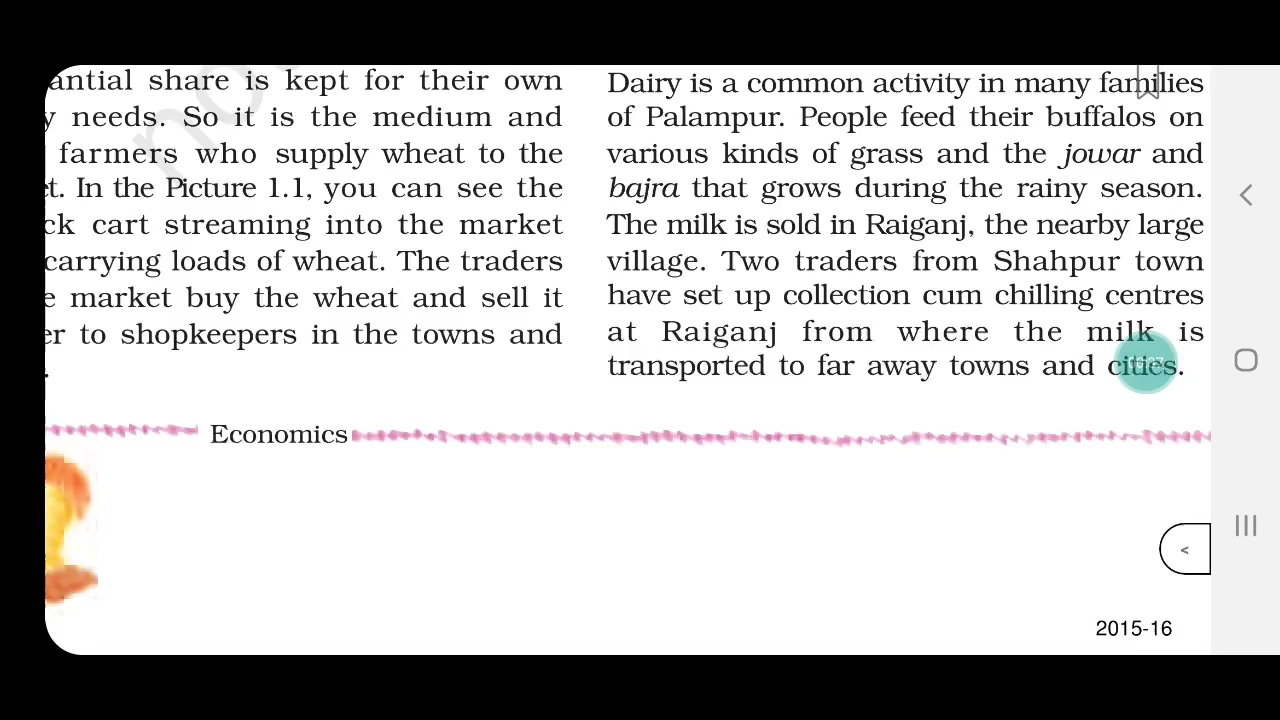 antial share is kept for their own
y needs. So it is the medium and
farmers who supply wheat to the
et. In the Picture 1.1, you can see the
ck cart streaming into the market
carrying loads of wheat. The traders
e market buy the wheat and sell it
er to shopkeepers in the towns and
.
Dairy is a common activity in many families
of Palampur. People feed their buffalos on
various kinds of grass and the jowar and
bajra that grows during the rainy season.
The milk is sold in Raiganj, the nearby large
village. Two traders from Shahpur town
have set up collection cum chilling centres
at Raiganj from where the milk is
transported to far away towns and cities.
Economics
2015-16